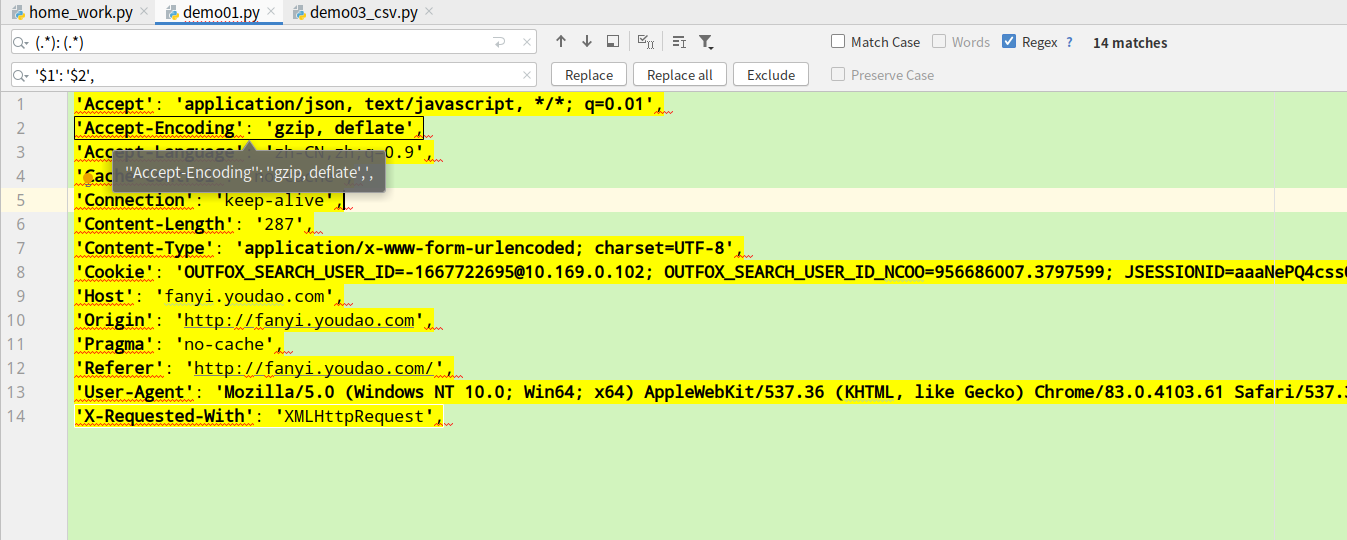 home_work.py demo01.py demo03_csv.py
(.*): (.*) Match Case Words Regex ? 14 matches
'$1': '$2', Replace Replace all Exclude Preserve Case
1 'Accept': 'application/json, text/javascript, */*; q=0.01',
2 'Accept-Encoding': 'gzip, deflate',
3 'Accept-Language': 'zh-CN,zh;q=0.9',
''Accept-Encoding'': ''gzip, deflate',',
4 'Cac
5 'Connection': 'keep-alive',
6 'Content-Length': '287',
7 'Content-Type': 'application/x-www-form-urlencoded; charset=UTF-8',
8 'Cookie': 'OUTFOX_SEARCH_USER_ID=-1667722695@10.169.0.102; OUTFOX_SEARCH_USER_ID_NCOO=956686007.3797599; JSESSIONID=aaaNePQ4css
9 'Host': 'fanyi.youdao.com',
10 'Origin': 'http://fanyi.youdao.com',
11 'Pragma': 'no-cache',
12 'Referer': 'http://fanyi.youdao.com/',
13 'User-Agent': 'Mozilla/5.0 (Windows NT 10.0; Win64; x64) AppleWebKit/537.36 (KHTML, like Gecko) Chrome/83.0.4103.61 Safari/537.
14 'X-Requested-With': 'XMLHttpRequest',